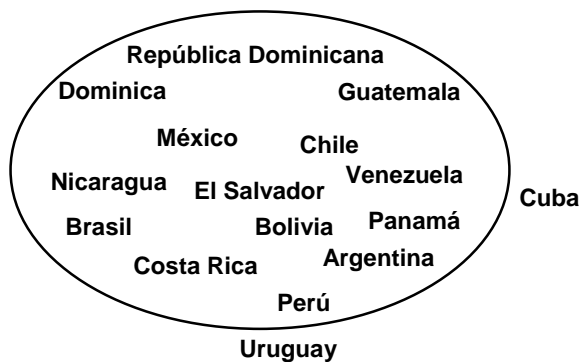 República Dominicana
Dominica
Guatemala
México
Chile
Nicaragua
El Salvador
Venezuela
Cuba
Brasil
Bolivia
Panamá
Costa Rica
Argentina
Perú
Uruguay